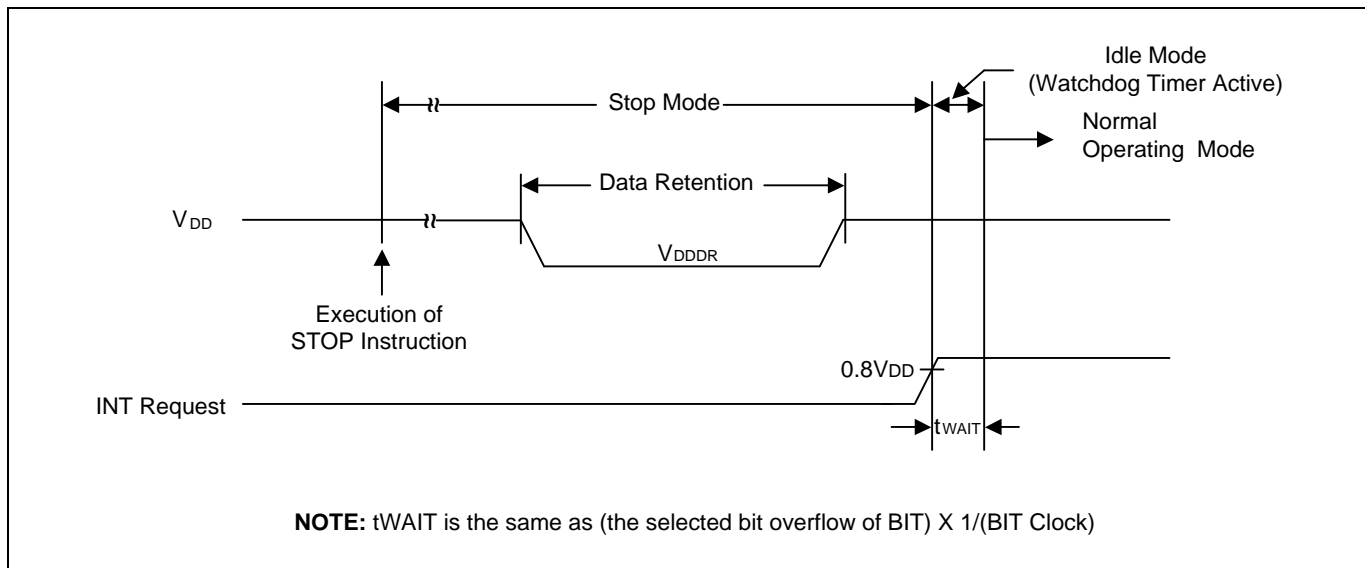 Idle Mode
(Watchdog Timer Active)
Stop Mode
Normal
Operating Mode
Data Retention
VDD
VDDDR
Execution of
STOP Instruction
0.8VDD
INT Request
tWAIT
NOTE: tWAIT is the same as (the selected bit overflow of BIT) X 1/(BIT Clock)